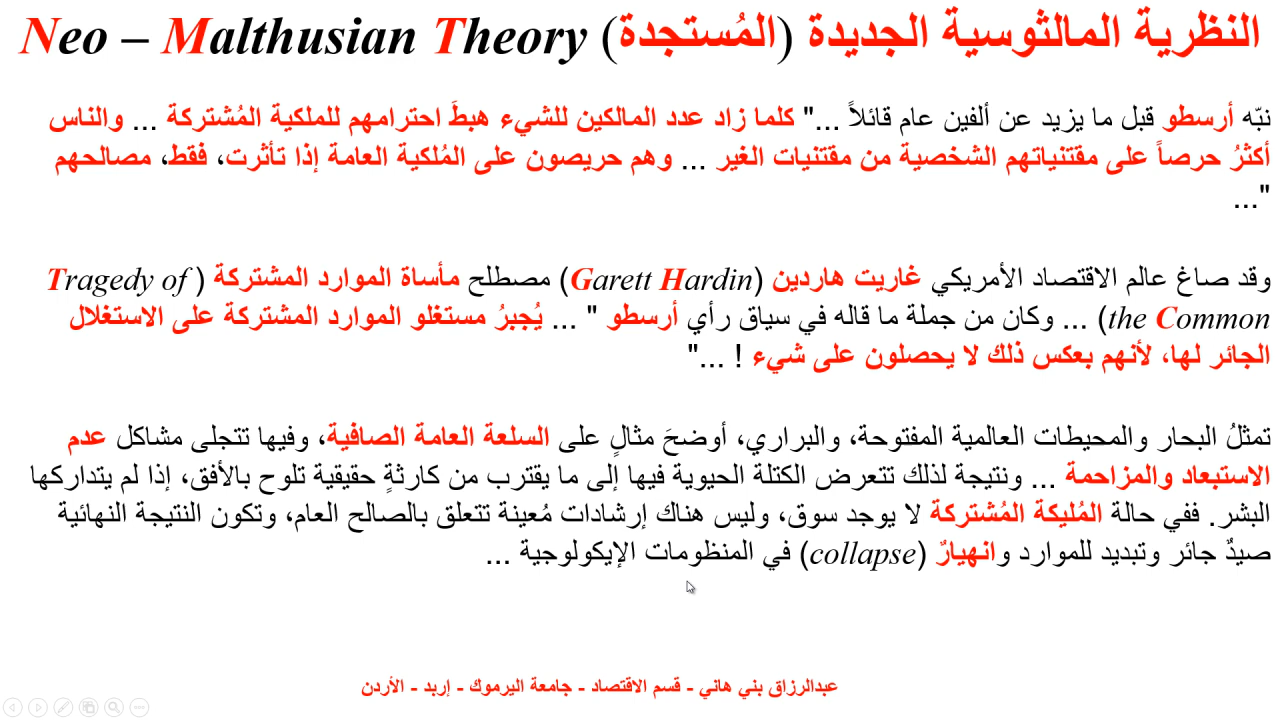 النظرية المالثوسية الجديدة (المُستجدة) Neo – Malthusian Theory
نبّه أرسطو قبل ما يزيد عن ألفين عام قائلاً ..." كلما زاد عدد المالكين للشيء هبطَ احترامهم للملكية المُشتركة ... والناس
أكثرُ حرصاً على مقتنياتهم الشخصية من مقتنيات الغير ... وهم حريصون على المُلكية العامة إذا تأثرت، فقط، مصالحهم
..."
وقد صاغ عالم الاقتصاد الأمريكي غاريت هاردين (Garett Hardin) مصطلح مأساة الموارد المشتركة (Tragedy of
the Common) ... وكان من جملة ما قاله في سياق رأي أرسطو " ... يُجبرُ مستغلو الموارد المشتركة على الاستغلال
الجائر لها، لأنهم بعكس ذلك لا يحصلون على شيء ! ..."
تمثلُ البحار والمحيطات العالمية المفتوحة، والبراري، أوضحَ مثالٍ على السلعة العامة الصافية، وفيها تتجلى مشاكل عدم
الاستبعاد والمزاحمة ... ونتيجة لذلك تتعرض الكتلة الحيوية فيها إلى ما يقترب من كارثةٍ حقيقية تلوح بالأفق، إذا لم يتداركها
البشر. ففي حالة المُليكة المُشتركة لا يوجد سوق، وليس هناك إرشادات مُعينة تتعلق بالصالح العام، وتكون النتيجة النهائية
صيدٌ جائر وتبديد للموارد وانهيارٌ (collapse) في المنظومات الإيكولوجية ...
عبدالرزاق بني هاني - قسم الاقتصاد - جامعة اليرموك - إربد - الأردن